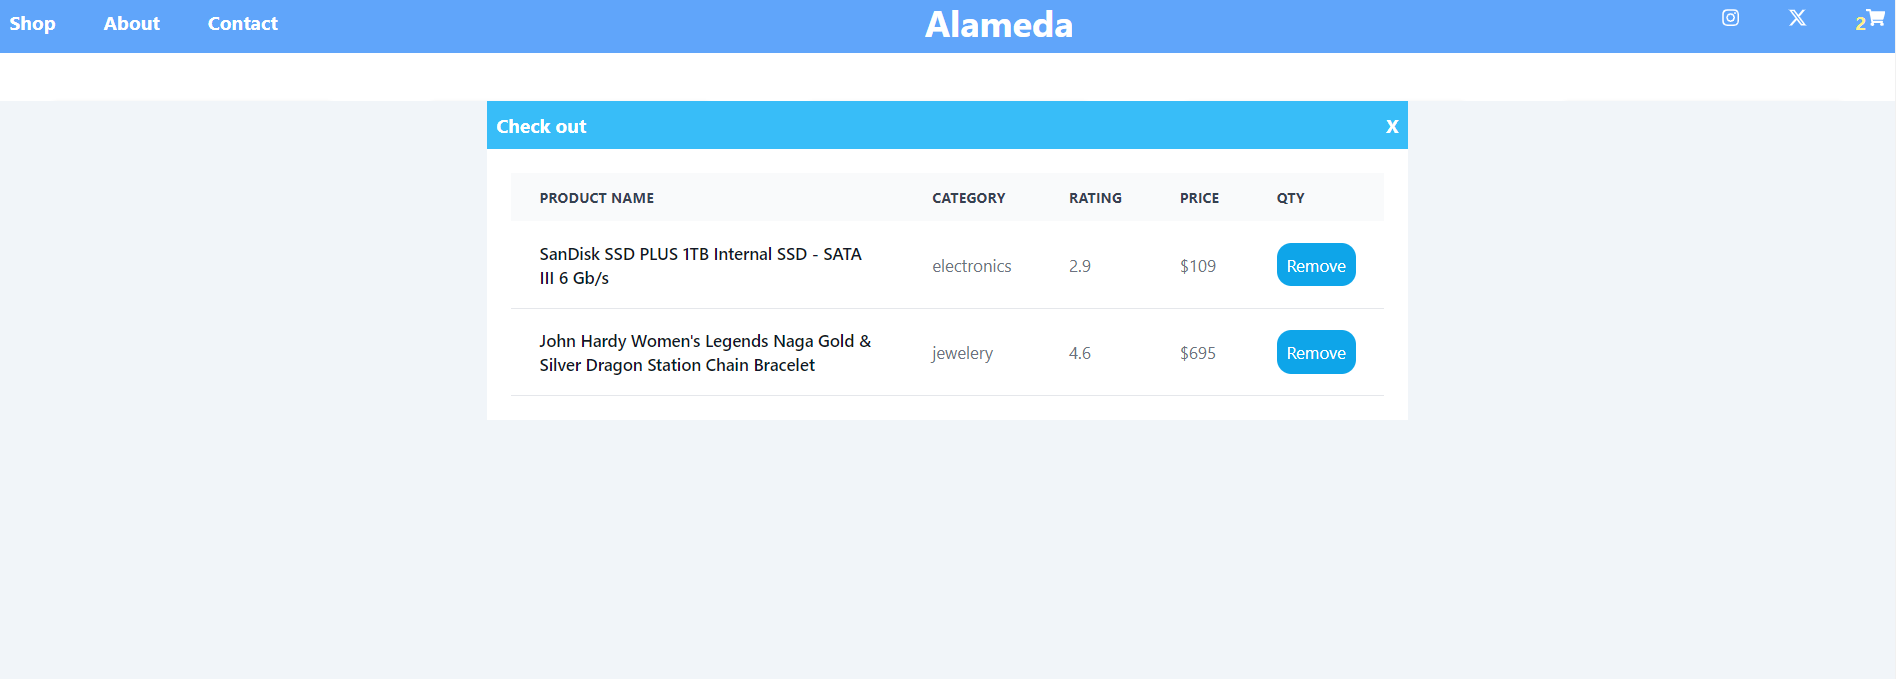 Shop About Contact Alameda 2
Check out X
PRODUCT NAME CATEGORY RATING PRICE QTY
SanDisk SSD PLUS 1TB Internal SSD - SATA
III 6 Gb/s
electronics 2.9 $109 Remove
John Hardy Women's Legends Naga Gold &
Silver Dragon Station Chain Bracelet
jewelery 4.6 $695 Remove